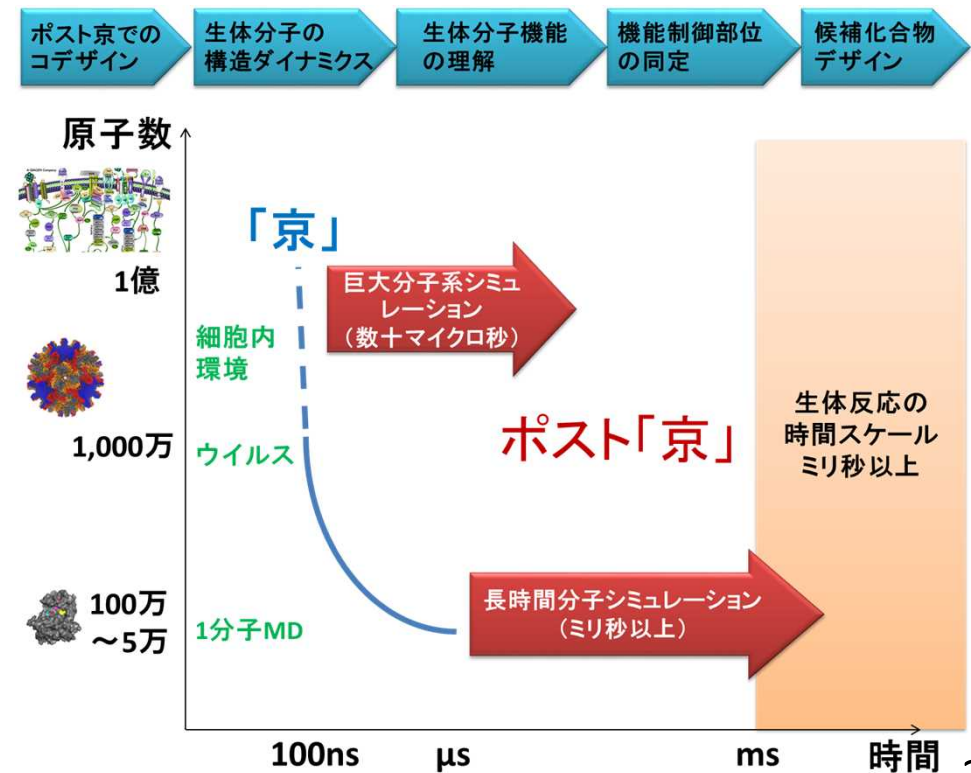 ポスト京での
コデザイン
生体分子の
構造ダイナミクス
生体分子機能
の理解
機能制御部位
の同定
候補化合物
デザイン
原子数
「京」
1億
巨大分子系シミュ
レーション
（数十マイクロ秒）
細胞内
環境
1,000万
ウイルス
ポスト「京」
生体反応の
時間スケール
ミリ秒以上
100万
～5万
1分子MD
長時間分子シミュレーション
（ミリ秒以上）
100ns
μs
ms
時間